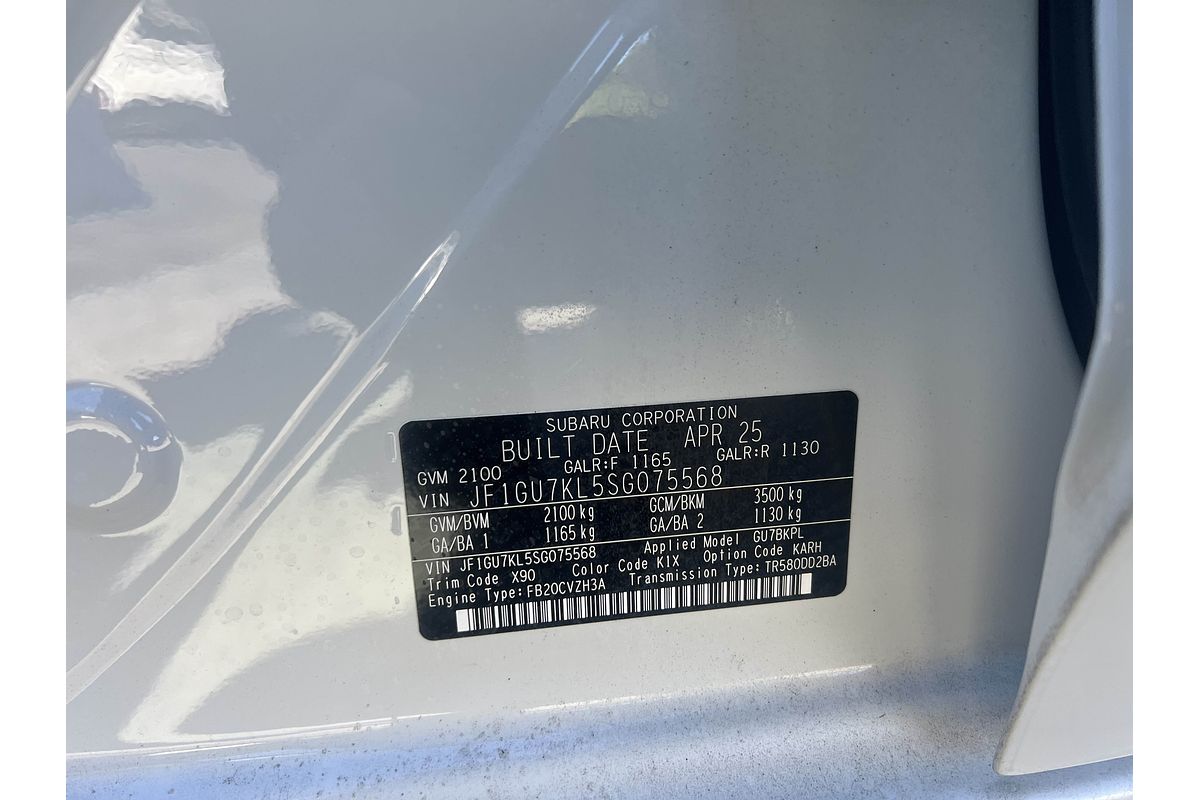 SUBARU CORPORATION
BUILT DATE APR 25
GVM 2100 GALR:F 1165 GALR:R 1130
VIN JF1GU7KL5SG075568
GVM/BVM 2100 kg GCM/BKM 3500 kg
GA/BA 1 1165 kg GA/BA 2 1130 kg
VIN JF1GU7KL5SG075568 Applied Model GU7BKPL
Trim Code X90 Color Code K1X Option Code KARH
Engine Type:FB20CVZH3A Transmission Type:TR580DD2BA